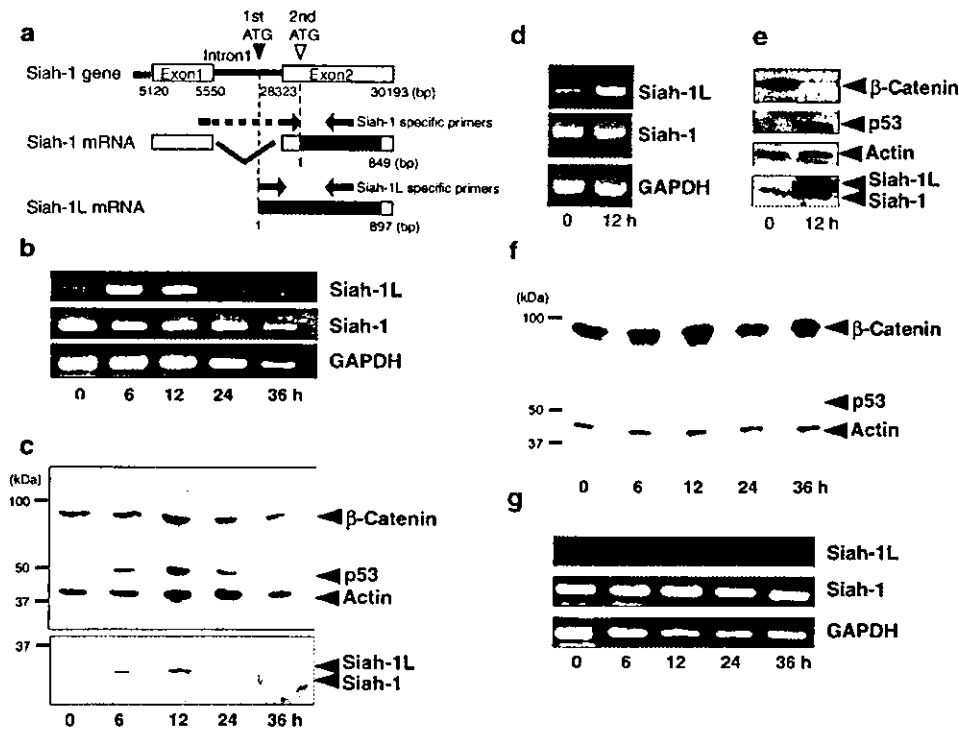 a
1st ATG
2nd ATG
Intron1
Siah-1 gene
Exon1
Exon2
5120
5550
28323
30193 (bp)
Siah-1 specific primers
Siah-1 mRNA
1
849 (bp)
Siah-1L specific primers
Siah-1L mRNA
1
897 (bp)
b
Siah-1L
Siah-1
GAPDH
0 6 12 24 36 h
c
(kDa)
100
β-Catenin
50
p53
37
Actin
37
Siah-1L
Siah-1
0 6 12 24 36 h
d
Siah-1L
Siah-1
GAPDH
0 12 h
e
β-Catenin
p53
Actin
Siah-1L
Siah-1
0 12 h
f
(kDa)
100
β-Catenin
50
p53
37
Actin
0 6 12 24 36 h
g
Siah-1L
Siah-1
GAPDH
0 6 12 24 36 h